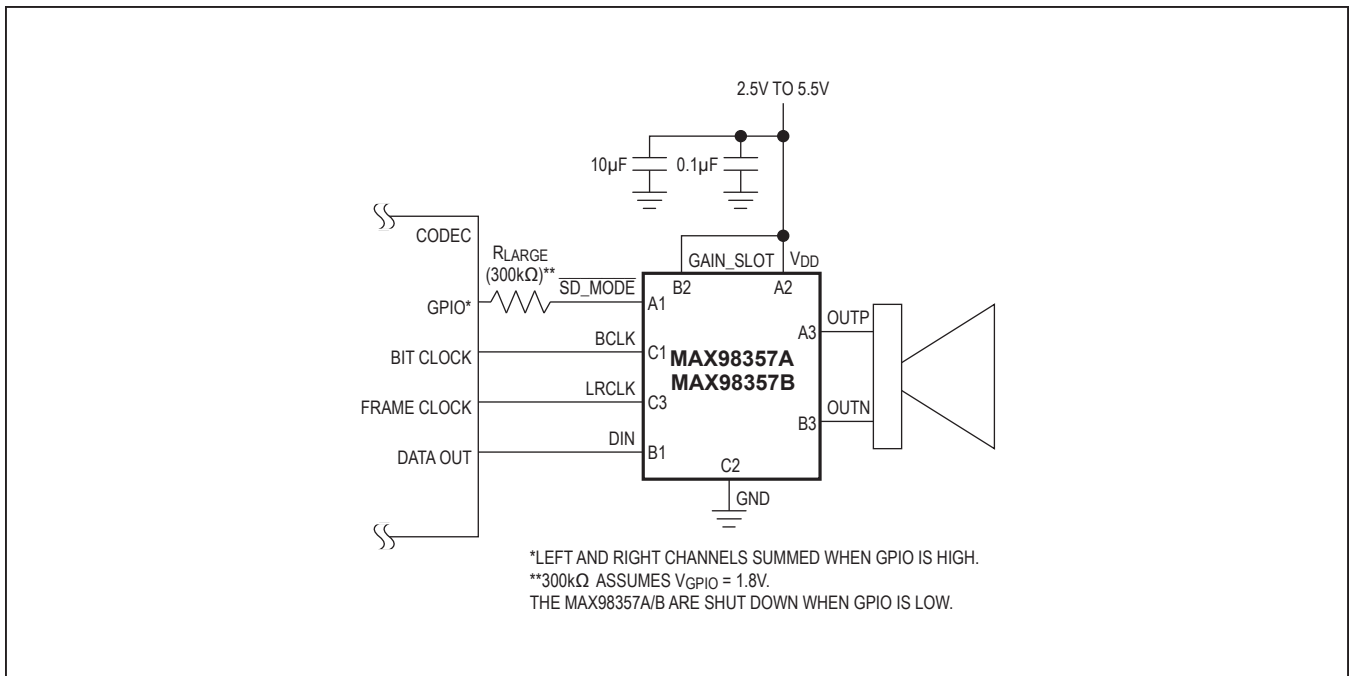 2.5V TO 5.5V
10µF
0.1µF
CODEC
RLARGE
(300kΩ)**
SD_MODE
GAIN_SLOT
VDD
B2
A2
GPIO*
A1
OUTP
A3
BIT CLOCK
BCLK
C1
MAX98357A
MAX98357B
FRAME CLOCK
LRCLK
C3
OUTN
B3
DATA OUT
DIN
B1
C2
GND
*LEFT AND RIGHT CHANNELS SUMMED WHEN GPIO IS HIGH.
**300kΩ ASSUMES VGPIO = 1.8V.
THE MAX98357A/B ARE SHUT DOWN WHEN GPIO IS LOW.